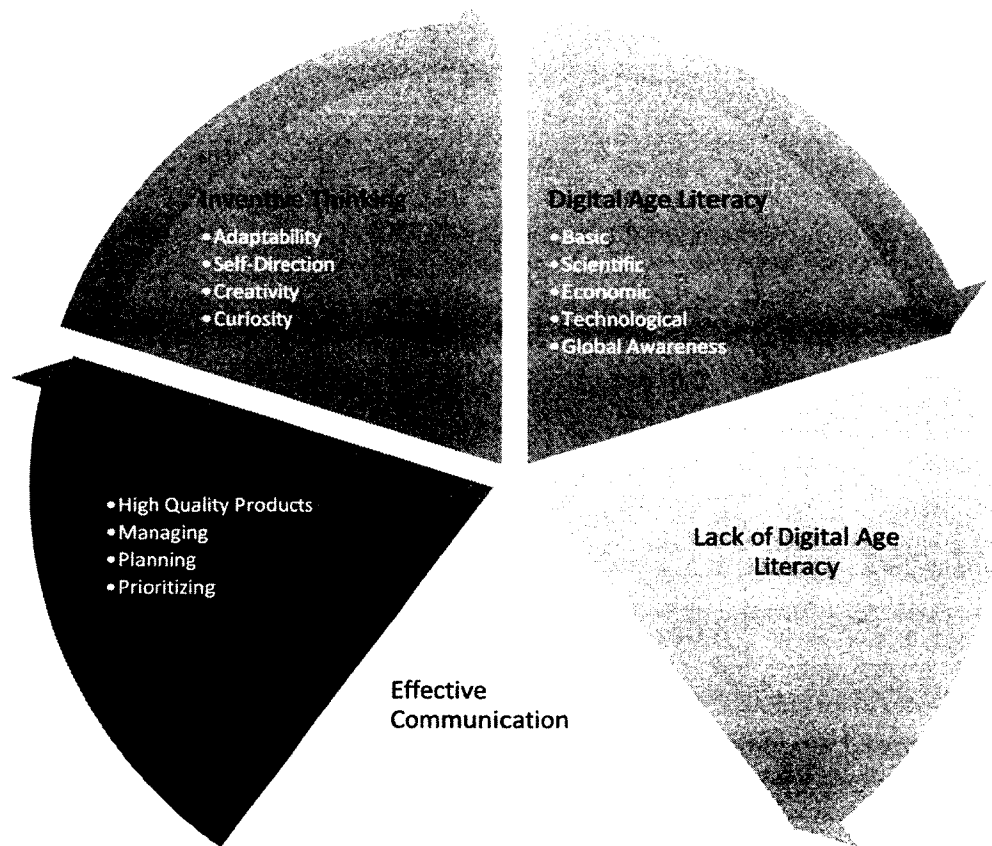 Inventive Thinking
• Adaptability
• Self-Direction
• Creativity
• Curiosity
Digital Age Literacy
• Basic
• Scientific
• Economic
• Technological
• Global Awareness
• High Quality Products
• Managing
• Planning
• Prioritizing
Lack of Digital Age
Literacy
Effective
Communication